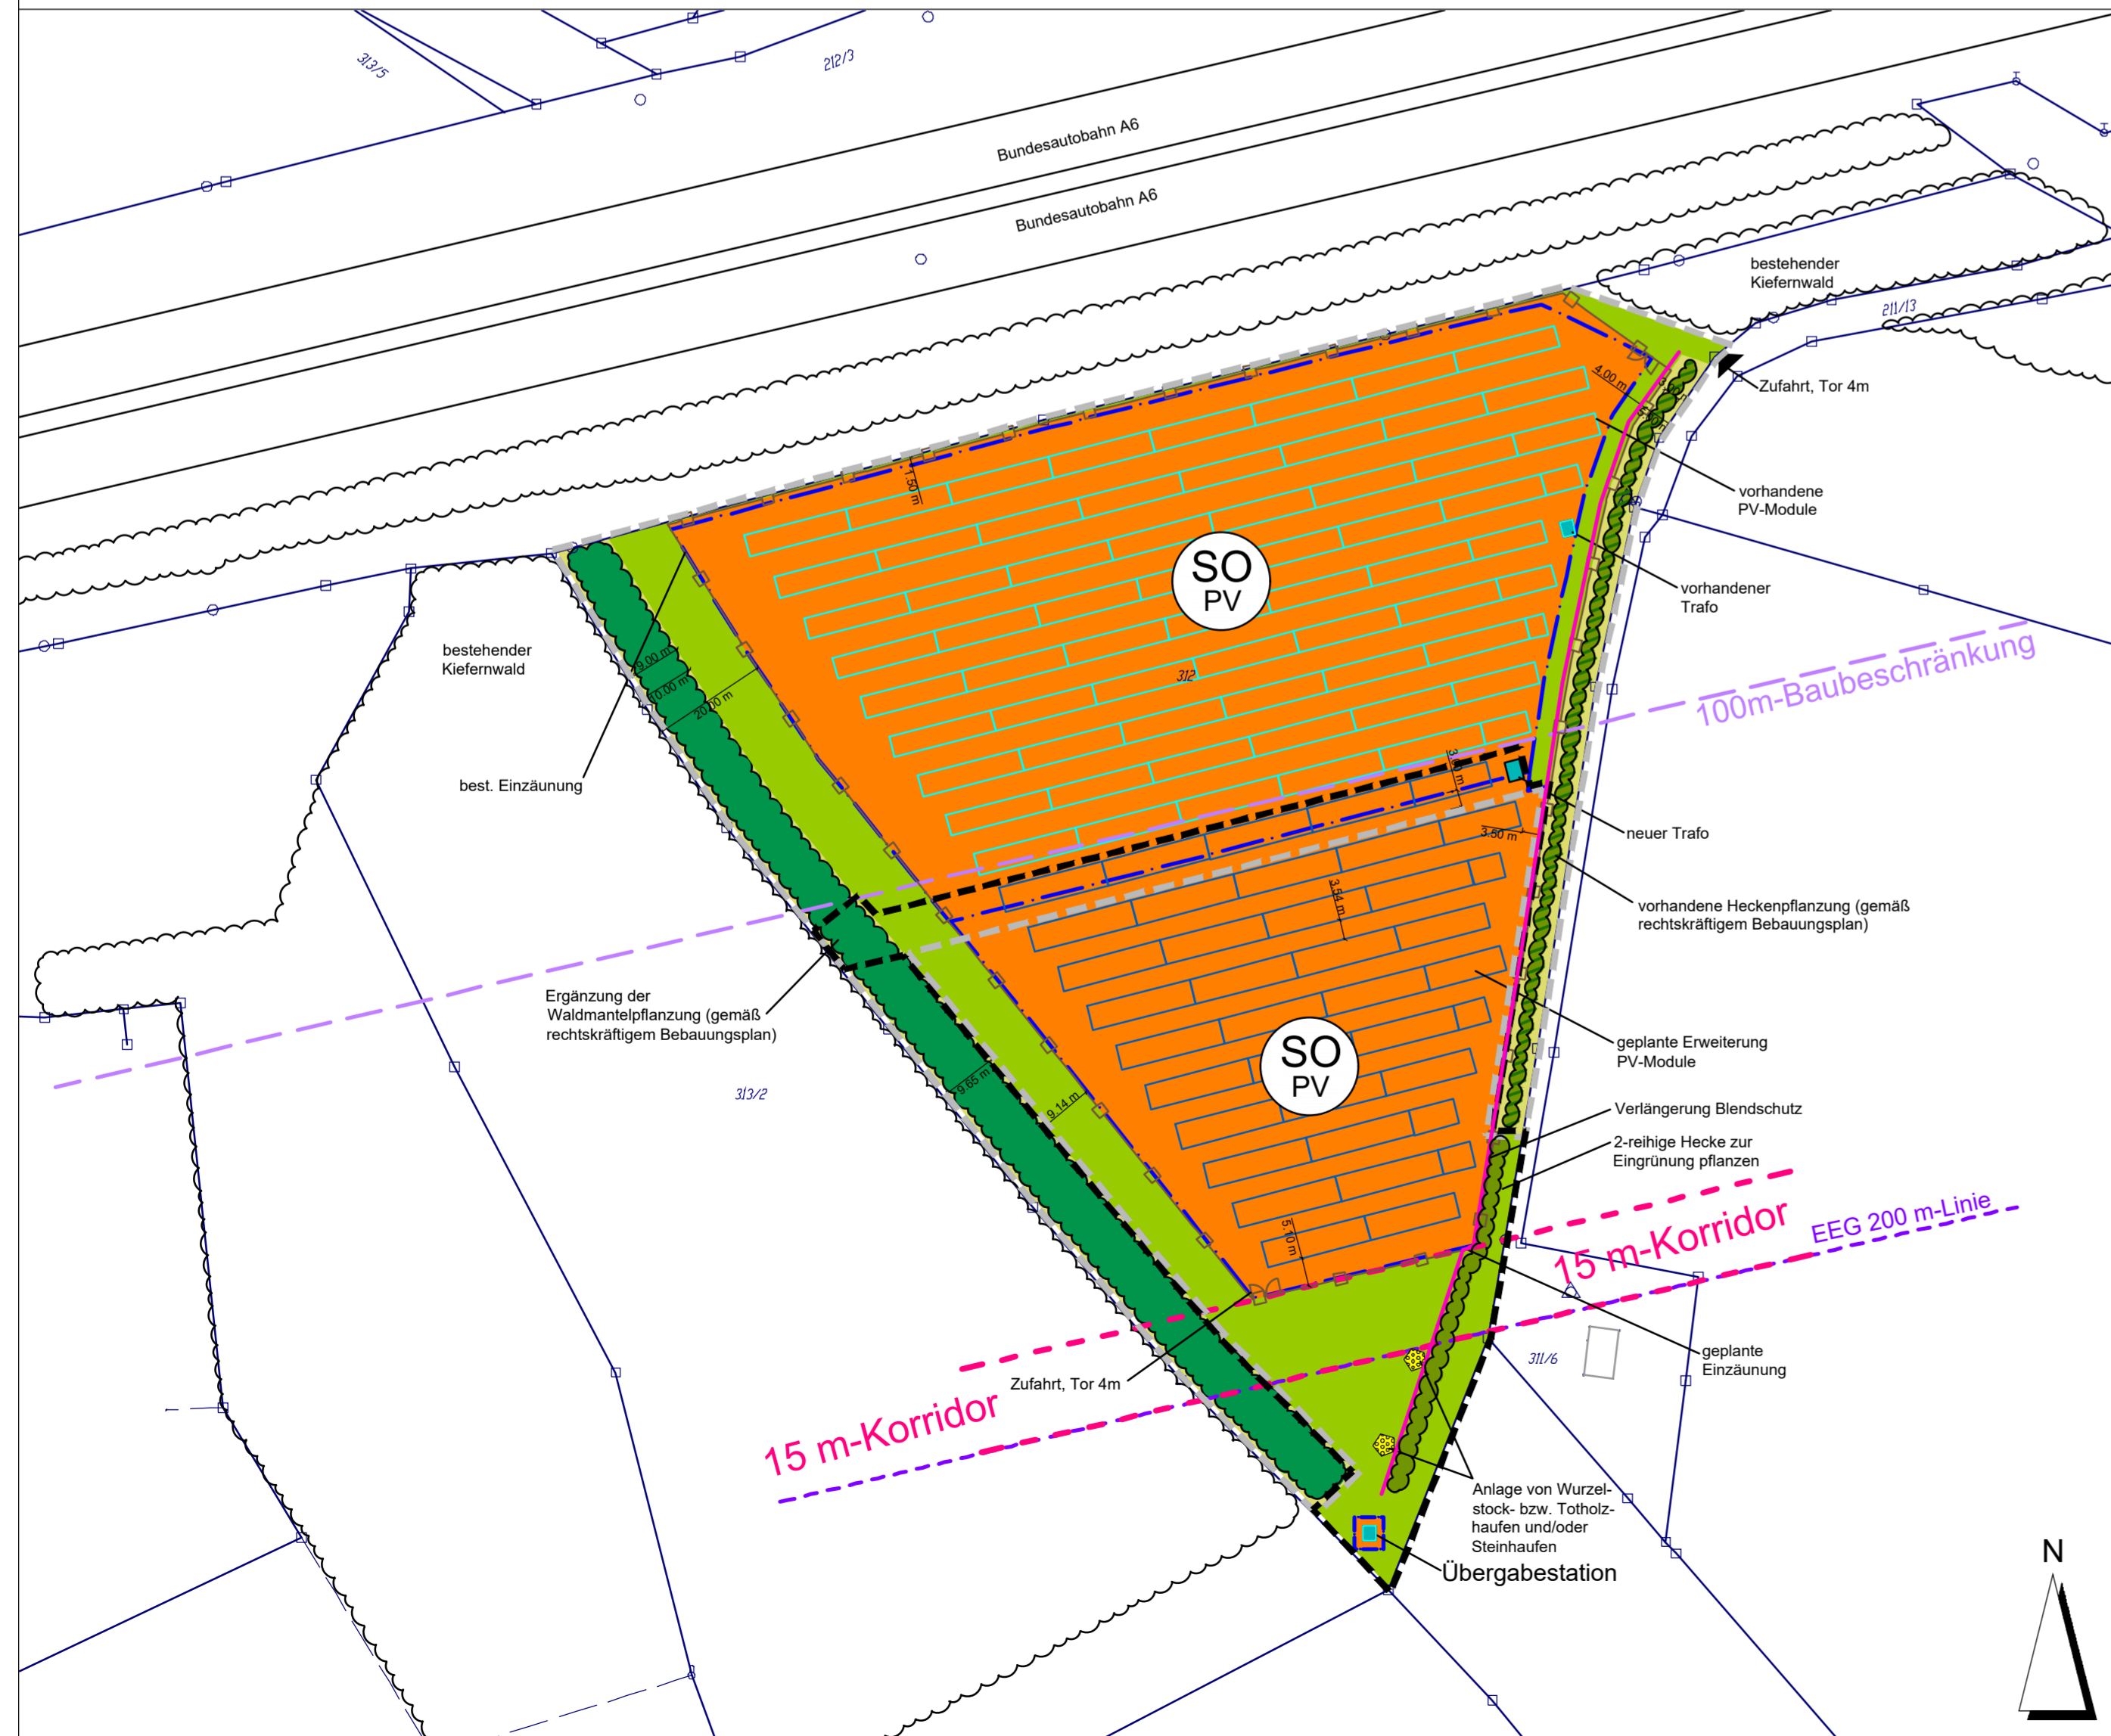 313/5
212/3
Bundesautobahn A6
Bundesautobahn A6
bestehender
Kiefernwald
211/13
Zufahrt, Tor 4m
4.00 m
1.50 m
vorhandene
PV-Module
SO
PV
vorhandener
Trafo
bestehender
Kiefernwald
9.00 m
10.00 m
20.00 m
312
100m-Baubeschränkung
best. Einzäunung
neuer Trafo
3.50 m
3.54 m
vorhandene Heckenpflanzung (gemäß
rechtskräftigem Bebauungsplan)
Ergänzung der
Waldmantelpflanzung (gemäß
rechtskräftigem Bebauungsplan)
geplante Erweiterung
PV-Module
SO
PV
313/2
9.65 m
9.14 m
Verlängerung Blendschutz
2-reihige Hecke zur
Eingrünung pflanzen
5.10 m
15 m-Korridor
EEG 200 m-Linie
311/6
geplante
Einzäunung
Zufahrt, Tor 4m
15 m-Korridor
Anlage von Wurzel-
stock- bzw. Totholz-
haufen und/oder
Steinhaufen
Übergabestation
N